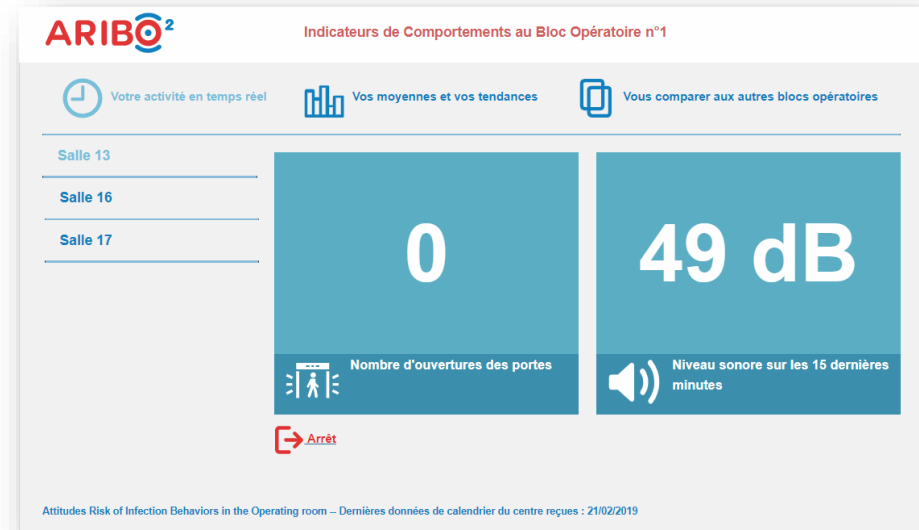 ARIBO²
Indicateurs de Comportements au Bloc Opératoire n°1
Votre activité en temps réel
Vos moyennes et vos tendances
Vous comparer aux autres blocs opératoires
Salle 13
Salle 16
Salle 17
0
Nombre d'ouvertures des portes
49 dB
Niveau sonore sur les 15 dernières
minutes
Arrêt
Attitudes Risk of Infection Behaviors in the Operating room – Dernières données de calendrier du centre reçues : 21/02/2019